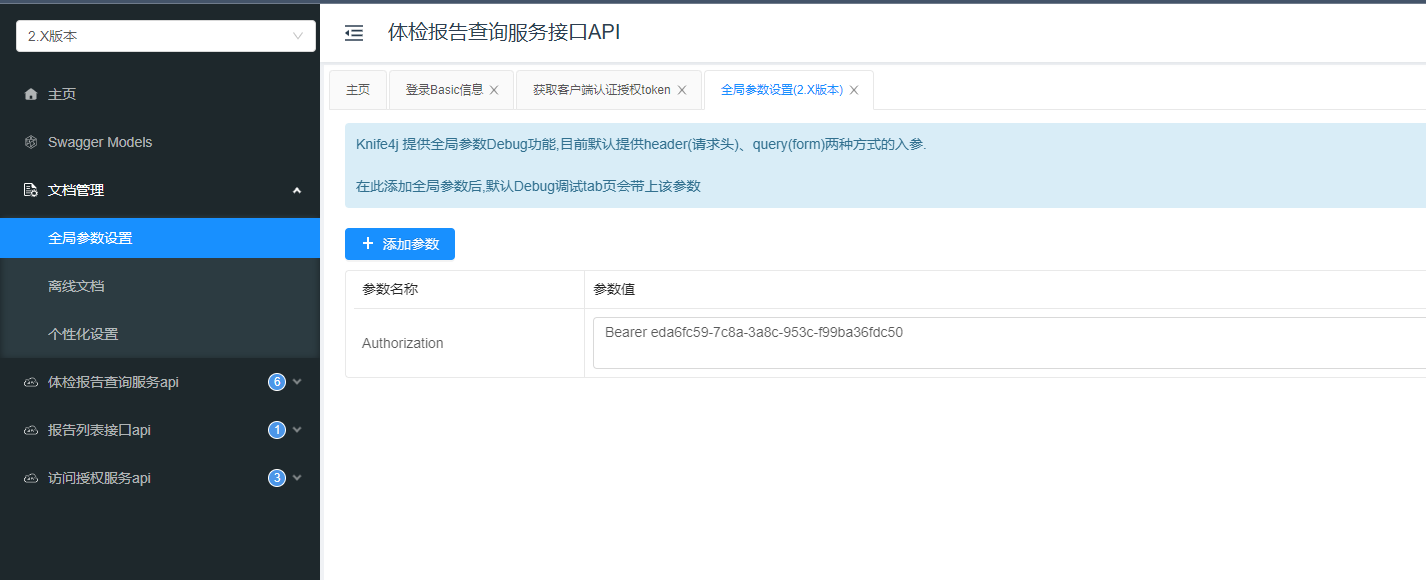 2.X版本
主页
Swagger Models
文档管理
全局参数设置
离线文档
个性化设置
体检报告查询服务api 6
报告列表接口api 1
访问授权服务api 3
体检报告查询服务接口API
主页 登录Basic信息 获取客户端认证授权token 全局参数设置(2.X版本)
Knife4j 提供全局参数Debug功能,目前默认提供header(请求头)、query(form)两种方式的入参.
在此添加全局参数后,默认Debug调试tab页会带上该参数
添加参数
参数名称 参数值
Authorization Bearer eda6fc59-7c8a-3a8c-953c-f99ba36fdc50